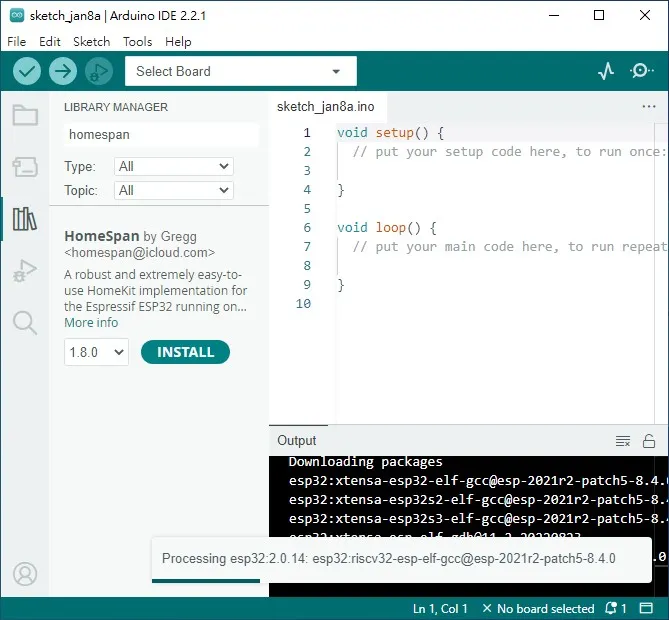 sketch_jan8a | Arduino IDE 2.2.1
File Edit Sketch Tools Help
Select Board
LIBRARY MANAGER
homespan
Type: All
Topic: All
HomeSpan by Gregg
<homespan@icloud.com>
A robust and extremely easy-to-
use HomeKit implementation for
the Espressif ESP32 running on...
More info
1.8.0 INSTALL
sketch_jan8a.ino
1 void setup() {
2 // put your setup code here, to run once:
3
4 }
5
6 void loop() {
7 // put your main code here, to run repeat
8
9 }
10
Output
Downloading packages
esp32:xtensa-esp32-elf-gcc@esp-2021r2-patch5-8.4.0
esp32:xtensa-esp32s2-elf-gcc@esp-2021r2-patch5-8.4
esp32:xtensa-esp32s3-elf-gcc@esp-2021r2-patch5-8.4
esp32:xtensa-esp-elf-gdb@11.2_20220823
.0
Processing esp32:2.0.14: esp32:riscv32-esp-elf-gcc@esp-2021r2-patch5-8.4.0
Ln 1, Col 1 No board selected 1